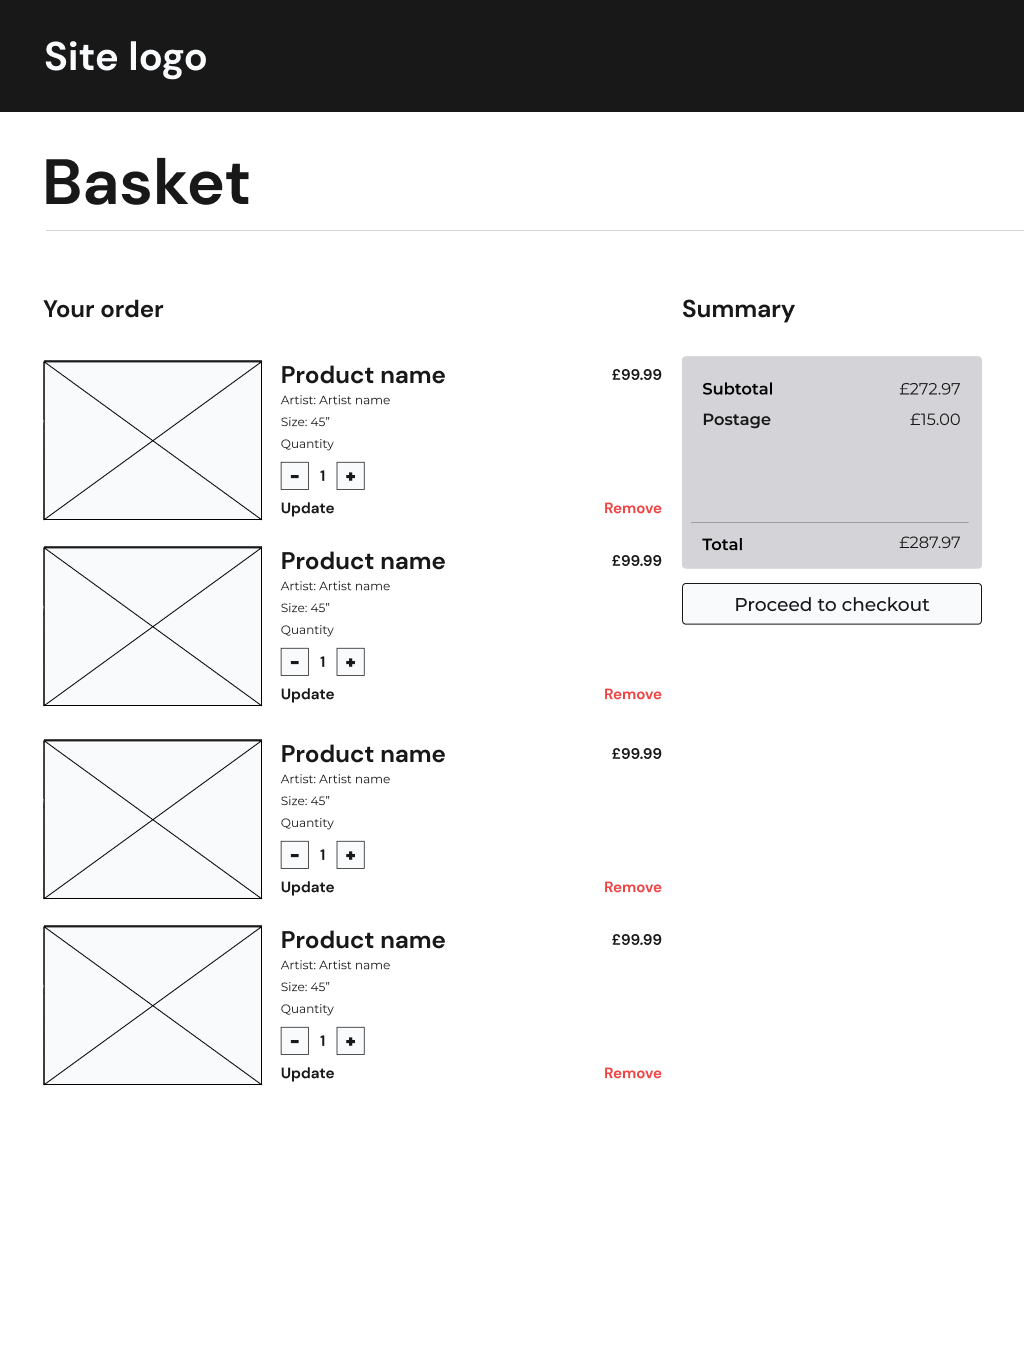 Site logo
Basket
Your order
Product name £99.99
Artist: Artist name
Size: 45”
Quantity
- 1 +
Update Remove
Product name £99.99
Artist: Artist name
Size: 45”
Quantity
- 1 +
Update Remove
Product name £99.99
Artist: Artist name
Size: 45”
Quantity
- 1 +
Update Remove
Product name £99.99
Artist: Artist name
Size: 45”
Quantity
- 1 +
Update Remove
Summary
Subtotal £272.97
Postage £15.00
Total £287.97
Proceed to checkout